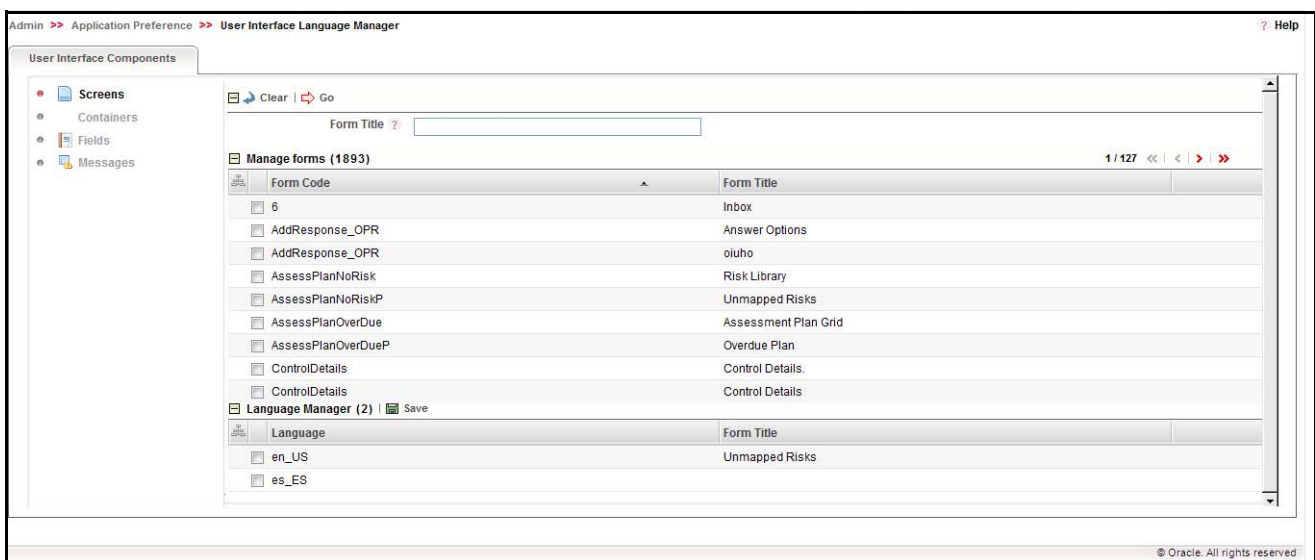 Admin >> Application Preference >> User Interface Language Manager
? Help
User Interface Components
Screens
Containers
Fields
Messages
Clear | Go
Form Title ?
Manage forms (1893)
1 / 127
Form Code Form Title
6 Inbox
AddResponse_OPR Answer Options
AddResponse_OPR oiuho
AssessPlanNoRisk Risk Library
AssessPlanNoRiskP Unmapped Risks
AssessPlanOverDue Assessment Plan Grid
AssessPlanOverDueP Overdue Plan
ControlDetails Control Details.
ControlDetails Control Details
Language Manager (2) | Save
Language Form Title
en_US Unmapped Risks
es_ES
© Oracle. All rights reserved